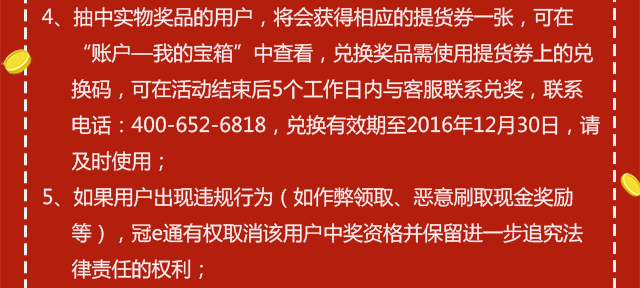 4、抽中实物奖品的用户，将会获得相应的提货券一张，可在
“账户—我的宝箱”中查看，兑换奖品需使用提货券上的兑
换码，可在活动结束后5个工作日内与客服联系兑奖，联系
电话：400-652-6818，兑换有效期至2016年12月30日，请
及时使用；
5、如果用户出现违规行为（如作弊领取、恶意刷取现金奖励
等），冠e通有权取消该用户中奖资格并保留进一步追究法
律责任的权利；